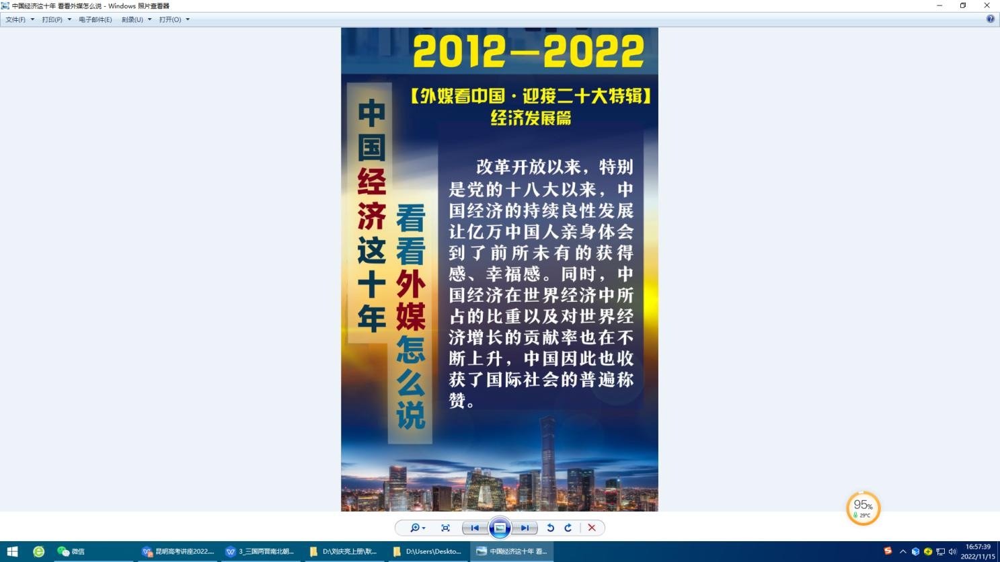 中国经济这十年 看看外媒怎么说 - Windows 照片查看器
文件(F) 打印(P) 电子邮件(E) 刻录(U) 打开(O)
2012—2022
【外媒看中国·迎接二十大特辑】
经济发展篇
中国经济这十年
看看外媒怎么说
改革开放以来，特别
是党的十八大以来，中
国经济的持续良性发展
让亿万中国人亲身体会
到了前所未有的获得
感、幸福感。同时，中
国经济在世界经济中所
占的比重以及对世界经
济增长的贡献率也在不
断上升，中国因此也收
获了国际社会的普遍称
赞。
95%
29°C
微信
昆明高考讲座2022....
3_三国两晋南北朝...
D:\刘庆亮上册\耿...
D:\Users\Deskto...
中国经济这十年 看...
16:57:39
2022/11/15